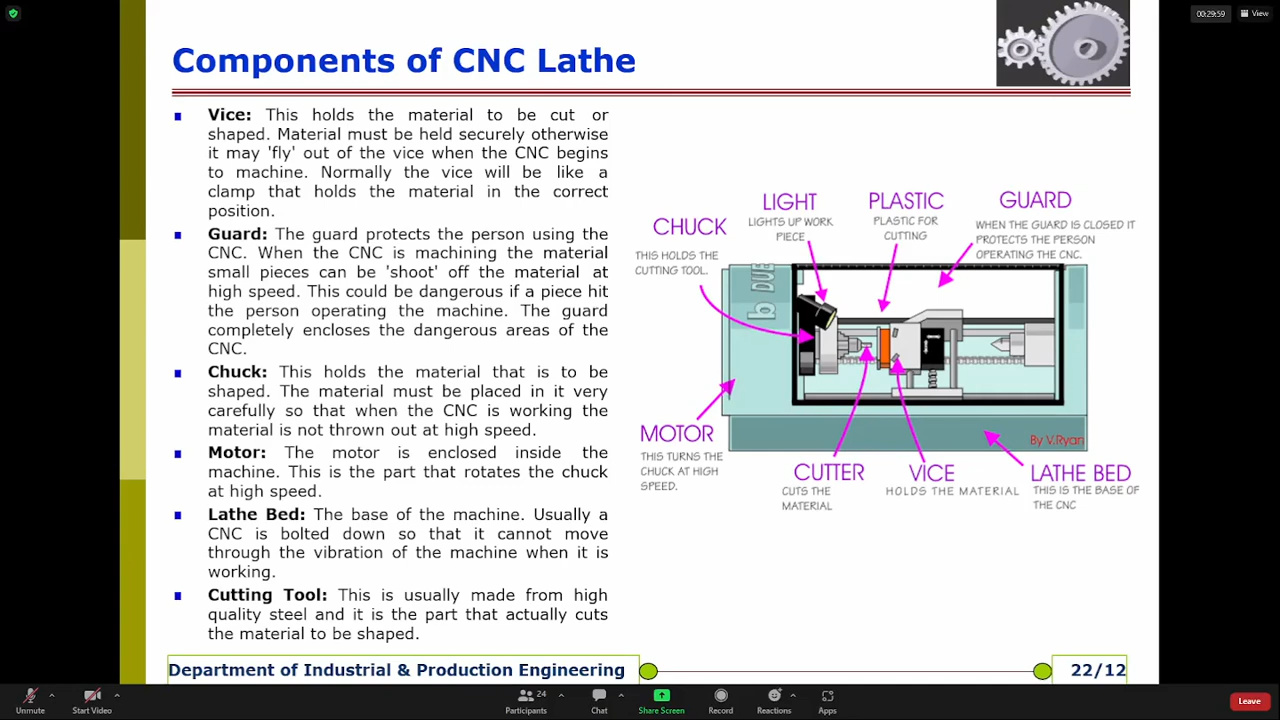 00:29:59
View
Components of CNC Lathe
Vice: This holds the material to be cut or
shaped. Material must be held securely otherwise
it may 'fly' out of the vice when the CNC begins
to machine. Normally the vice will be like a
clamp that holds the material in the correct
position.
Guard: The guard protects the person using the
CNC. When the CNC is machining the material
small pieces can be 'shoot' off the material at
high speed. This could be dangerous if a piece hit
the person operating the machine. The guard
completely encloses the dangerous areas of the
CNC.
Chuck: This holds the material that is to be
shaped. The material must be placed in it very
carefully so that when the CNC is working the
material is not thrown out at high speed.
Motor: The motor is enclosed inside the
machine. This is the part that rotates the chuck
at high speed.
Lathe Bed: The base of the machine. Usually a
CNC is bolted down so that it cannot move
through the vibration of the machine when it is
working.
Cutting Tool: This is usually made from high
quality steel and it is the part that actually cuts
the material to be shaped.
CHUCK
THIS HOLDS THE
CUTTING TOOL.
LIGHT
LIGHTS UP WORK
PIECE
PLASTIC
PLASTIC FOR
CUTTING
GUARD
WHEN THE GUARD IS CLOSED IT
PROTECTS THE PERSON
OPERATING THE CNC.
MOTOR
THIS TURNS THE
CHUCK AT HIGH
SPEED.
CUTTER
CUTS THE
MATERIAL
VICE
HOLDS THE MATERIAL
By V.Ryan
LATHE BED
THIS IS THE BASE OF
THE CNC
Department of Industrial & Production Engineering
22/12
Unmute
Start Video
24
Participants
Chat
Share Screen
Record
Reactions
Apps
Leave